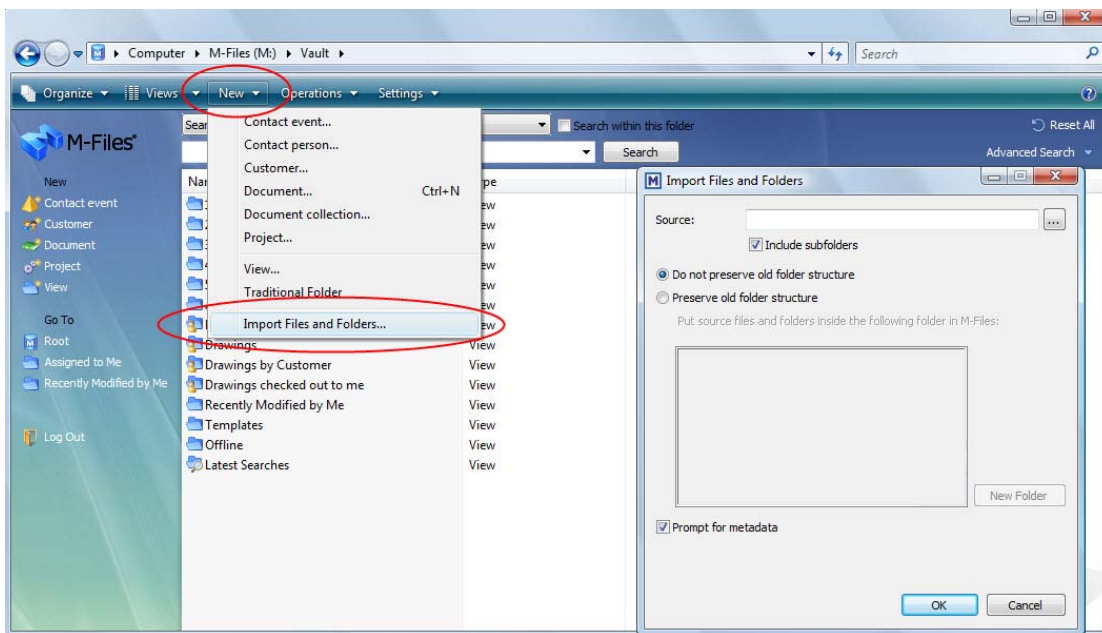 Computer ▸ M-Files (M:) ▸ Vault ▸
Search
Organize Views New Operations Settings
M-Files®
Sear
Search within this folder
Reset All
Search
Advanced Search
New
Contact event
Customer
Document
Project
View
Go To
Root
Assigned to Me
Recently Modified by Me
Log Out
Contact event...
Contact person...
Customer...
Document... Ctrl+N
Document collection...
Project...
View...
Traditional Folder
Import Files and Folders...
Drawings View
Drawings by Customer View
Drawings checked out to me View
Recently Modified by Me View
Templates View
Offline View
Latest Searches View
Import Files and Folders
Source:
...
Include subfolders
Do not preserve old folder structure
Preserve old folder structure
Put source files and folders inside the following folder in M-Files:
New Folder
Prompt for metadata
OK Cancel